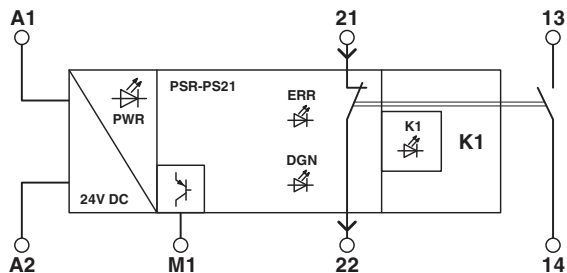 A1
21
13
PSR-PS21
ERR
PWR
K1
K1
DGN
24V DC
A2
M1
22
14